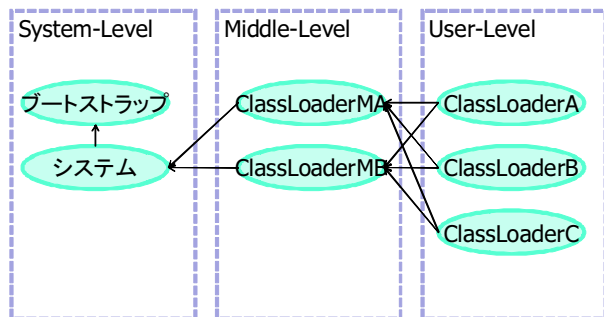 System-Level
ブートストラップ
システム
Middle-Level
ClassLoaderMA
ClassLoaderMB
User-Level
ClassLoaderA
ClassLoaderB
ClassLoaderC